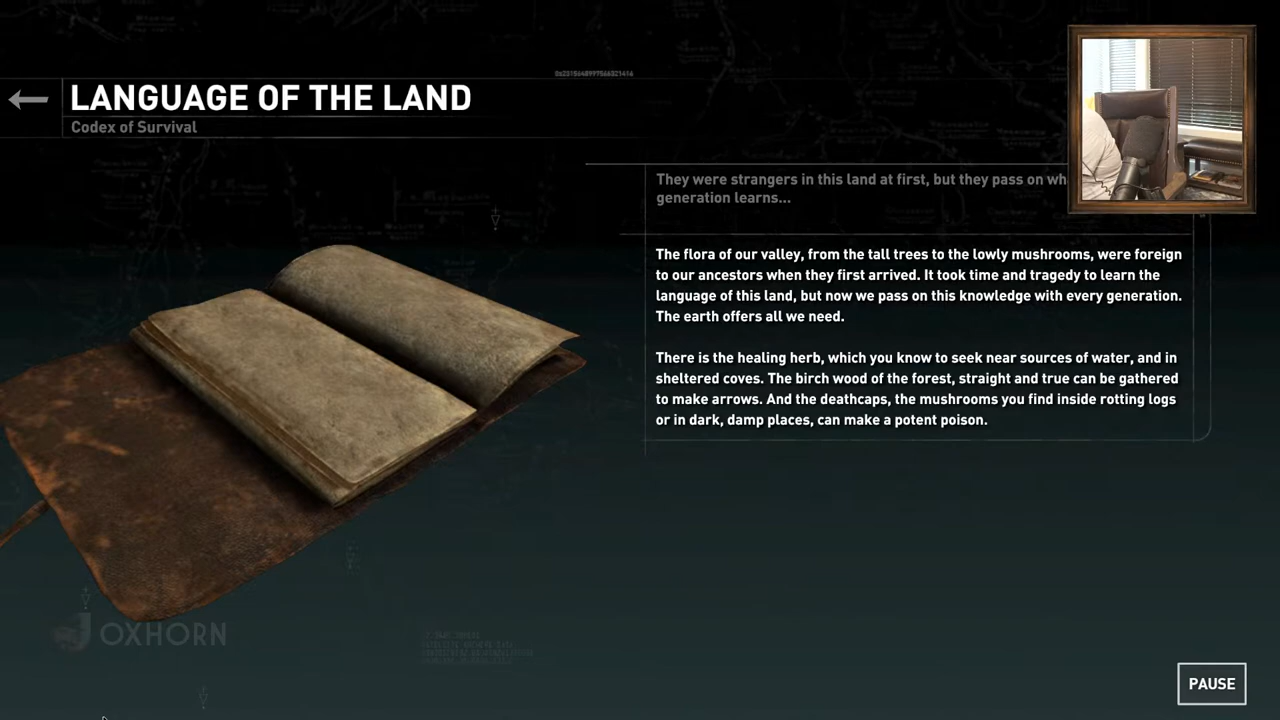 LANGUAGE OF THE LAND
Codex of Survival
They were strangers in this land at first, but they pass on
generation learns...
The flora of our valley, from the tall trees to the lowly mushrooms, were foreign
to our ancestors when they first arrived. It took time and tragedy to learn the
language of this land, but now we pass on this knowledge with every generation.
The earth offers all we need.
There is the healing herb, which you know to seek near sources of water, and in
sheltered coves. The birch wood of the forest, straight and true can be gathered
to make arrows. And the deathcaps, the mushrooms you find inside rotting logs
or in dark, damp places, can make a potent poison.
OXHORN
PAUSE